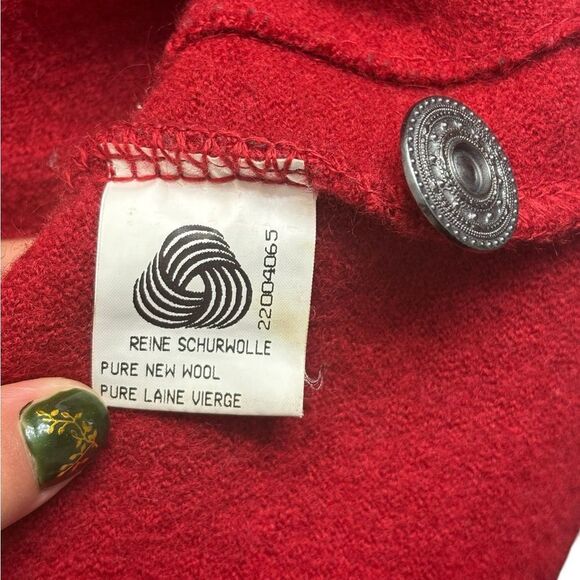 22004065
REINE SCHURWOLLE
PURE NEW WOOL
PURE LAINE VIERGE